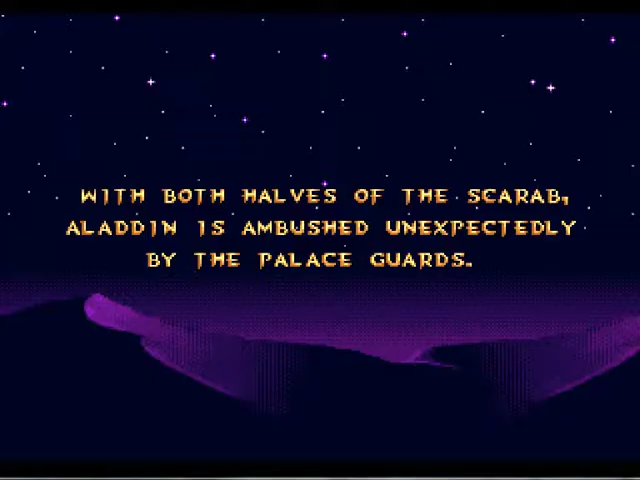 WITH BOTH HALVES OF THE SCARAB,
ALADDIN IS AMBUSHED UNEXPECTEDLY
BY THE PALACE GUARDS.